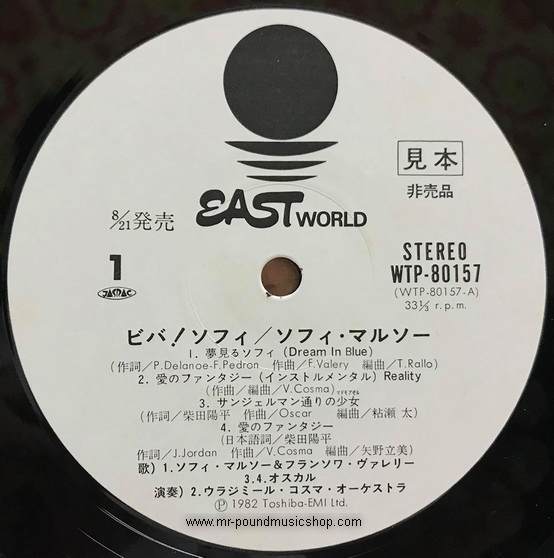 EAST WORLD
見本
非売品
8/21発売
1
JASRAC
STEREO
WTP-80157
(WTP-80157-A)
33⅓ r.p.m.
ビバ!ソフィ/ソフィ・マルソー
1. 夢見るソフィ (Dream In Blue)
(作詞/P.Delanoe-F.Pedron 作曲/F.Valery 編曲/T.Rallo)
2. 愛のファンタジー (インストルメンタル) Reality
(作曲/編曲/V.Cosma)
3. サンジェルマン通りの少女
(作詞/柴田陽平 作曲/Oscar 編曲/粘瀬 太)
4. 愛のファンタジー
(日本語詞/柴田陽平
作詞/J.Jordan 作曲/V.Cosma 編曲/矢野立美)
歌) 1.ソフィ・マルソー&フランソワ・ヴァレリー
3.4.オスカル
演奏) 2.ウラジミール・コスマ・オーケストラ
Ⓟ 1982 Toshiba-EMI Ltd.
www.mr-poundmusicshop.com